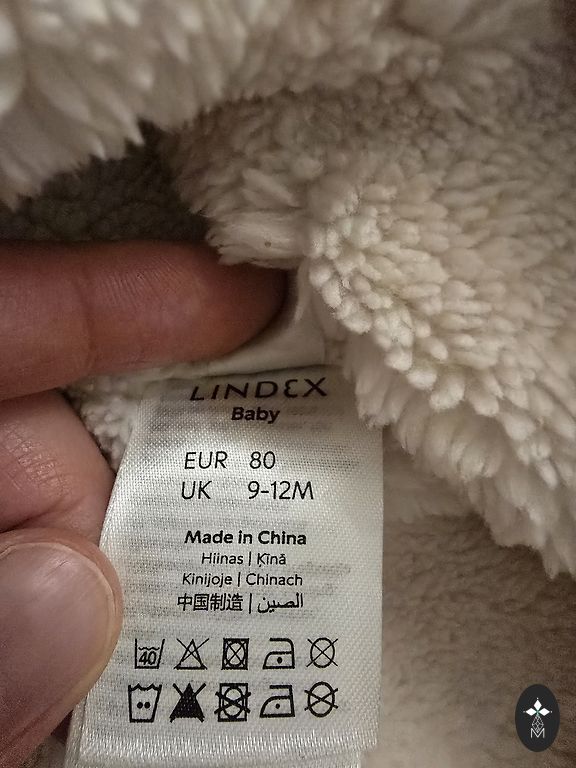 LINDEX
Baby
EUR 80
UK 9-12M
Made in China
Hiinas | Ķīnā
Kinijoje | Chinach
中国制造 | الصين
40
M